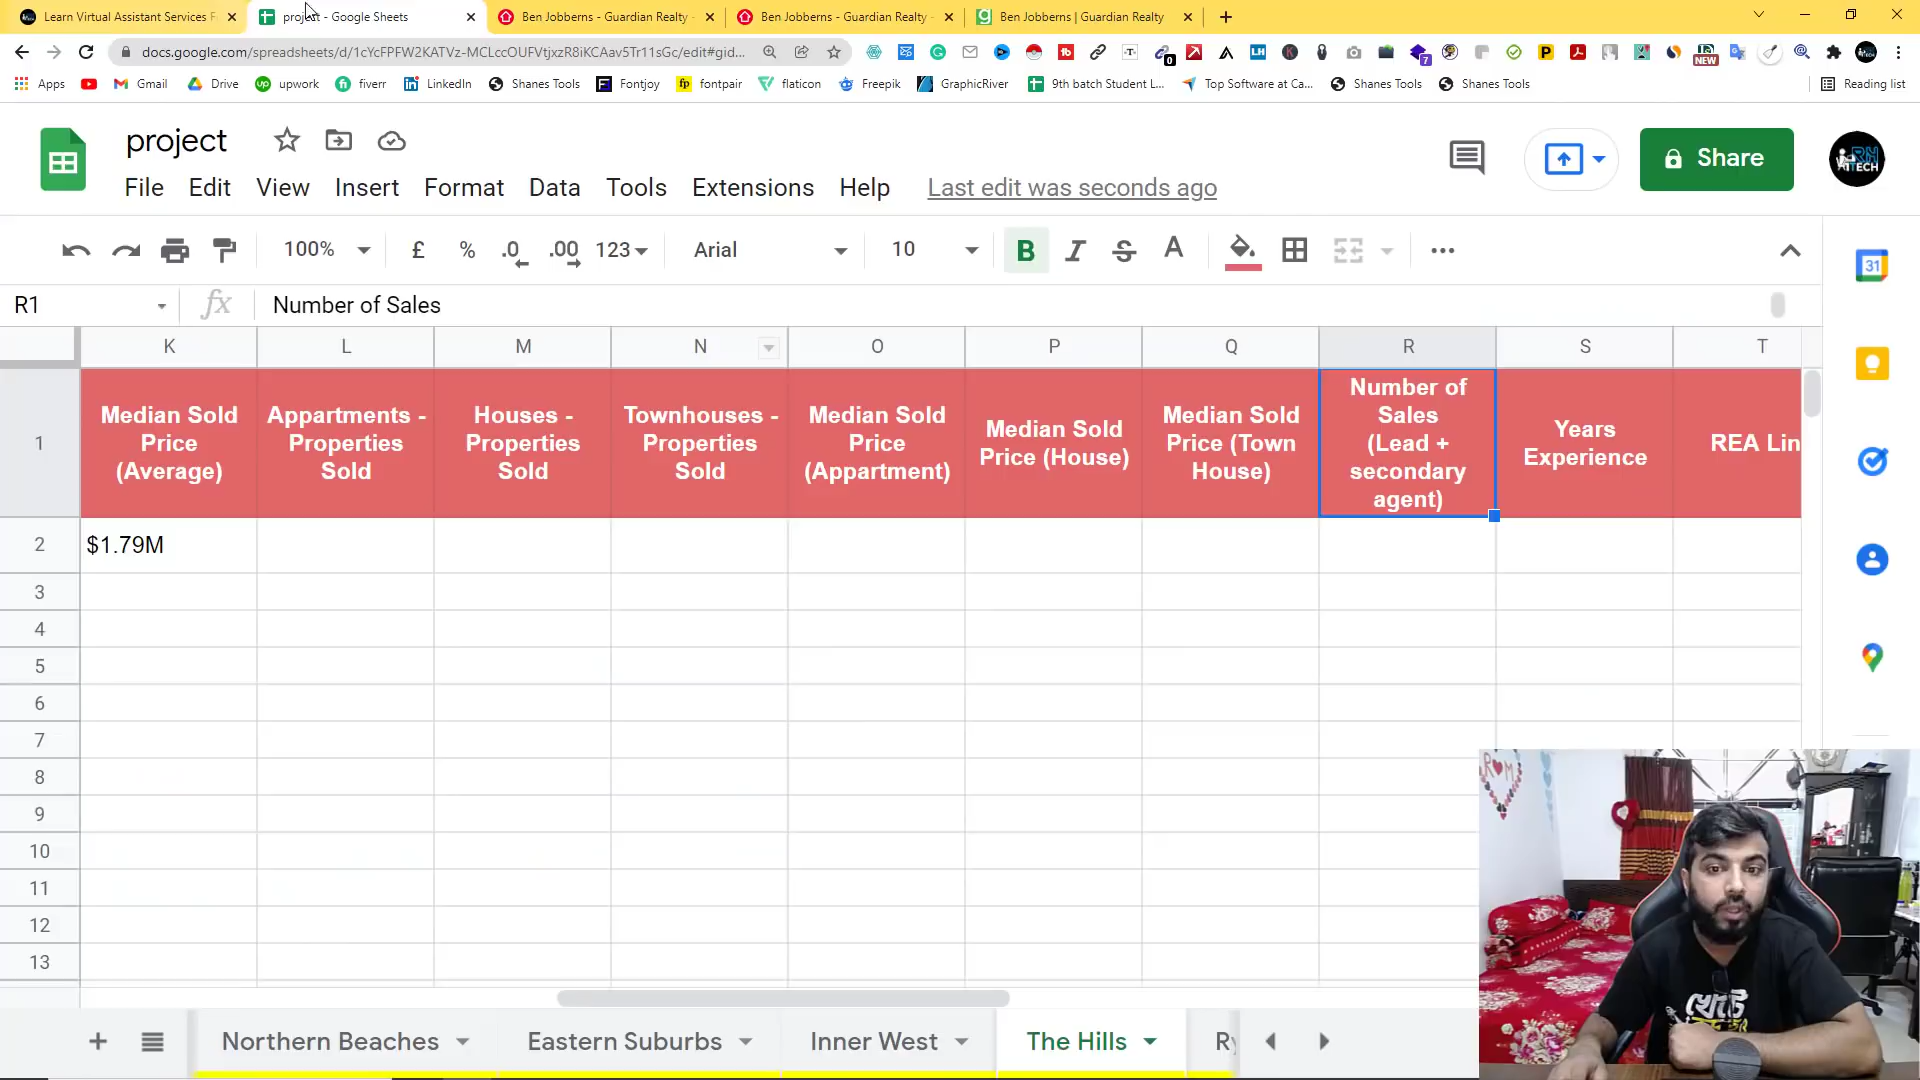 Learn Virtual Assistant Services F
project - Google Sheets
Ben Jobberns - Guardian Realty -
Ben Jobberns - Guardian Realty -
Ben Jobberns | Guardian Realty
docs.google.com/spreadsheets/d/1cYcFPFW2KATVz-MCLccOUFVtjxzR8iKCAav5Tr11sGc/edit#gid...
Apps
Gmail
Drive
upwork
fiverr
LinkedIn
Shanes Tools
Fontjoy
fontpair
flaticon
Freepik
GraphicRiver
9th batch Student L...
Top Software at Ca...
Shanes Tools
Shanes Tools
Reading list
project
Share
File Edit View Insert Format Data Tools Extensions Help Last edit was seconds ago
100% £ % .0 .00 123 Arial 10 B I S A
31
R1 fx Number of Sales
K L M N O P Q R S T
1
Median Sold
Price
(Average)
Appartments -
Properties
Sold
Houses -
Properties
Sold
Townhouses -
Properties
Sold
Median Sold
Price
(Appartment)
Median Sold
Price (House)
Median Sold
Price (Town
House)
Number of
Sales
(Lead +
secondary
agent)
Years
Experience
REA Lin
2 $1.79M
3
4
5
6
7
8
9
10
11
12
13
Northern Beaches
Eastern Suburbs
Inner West
The Hills